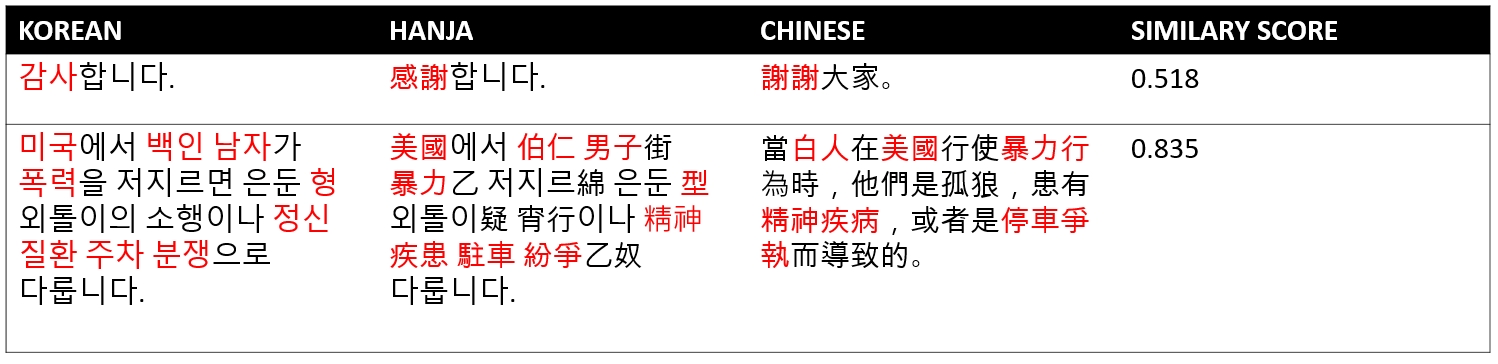 KOREAN HANJA CHINESE SIMILARY SCORE
감사합니다. 感謝합니다. 謝謝大家。 0.518
미국에서 백인 남자가 美國에서 伯仁 男子街 當白人在美國行使暴力行 0.835
폭력을 저지르면 은둔 형 暴力乙 저지르綿 은둔 型 為時，他們是孤狼，患有
외톨이의 소행이나 정신 외톨이疑 宵行이나 精神 精神疾病，或者是停車爭
질환 주차 분쟁으로 疾患 駐車 紛爭乙奴 執而導致的。
다룹니다. 다룹니다.